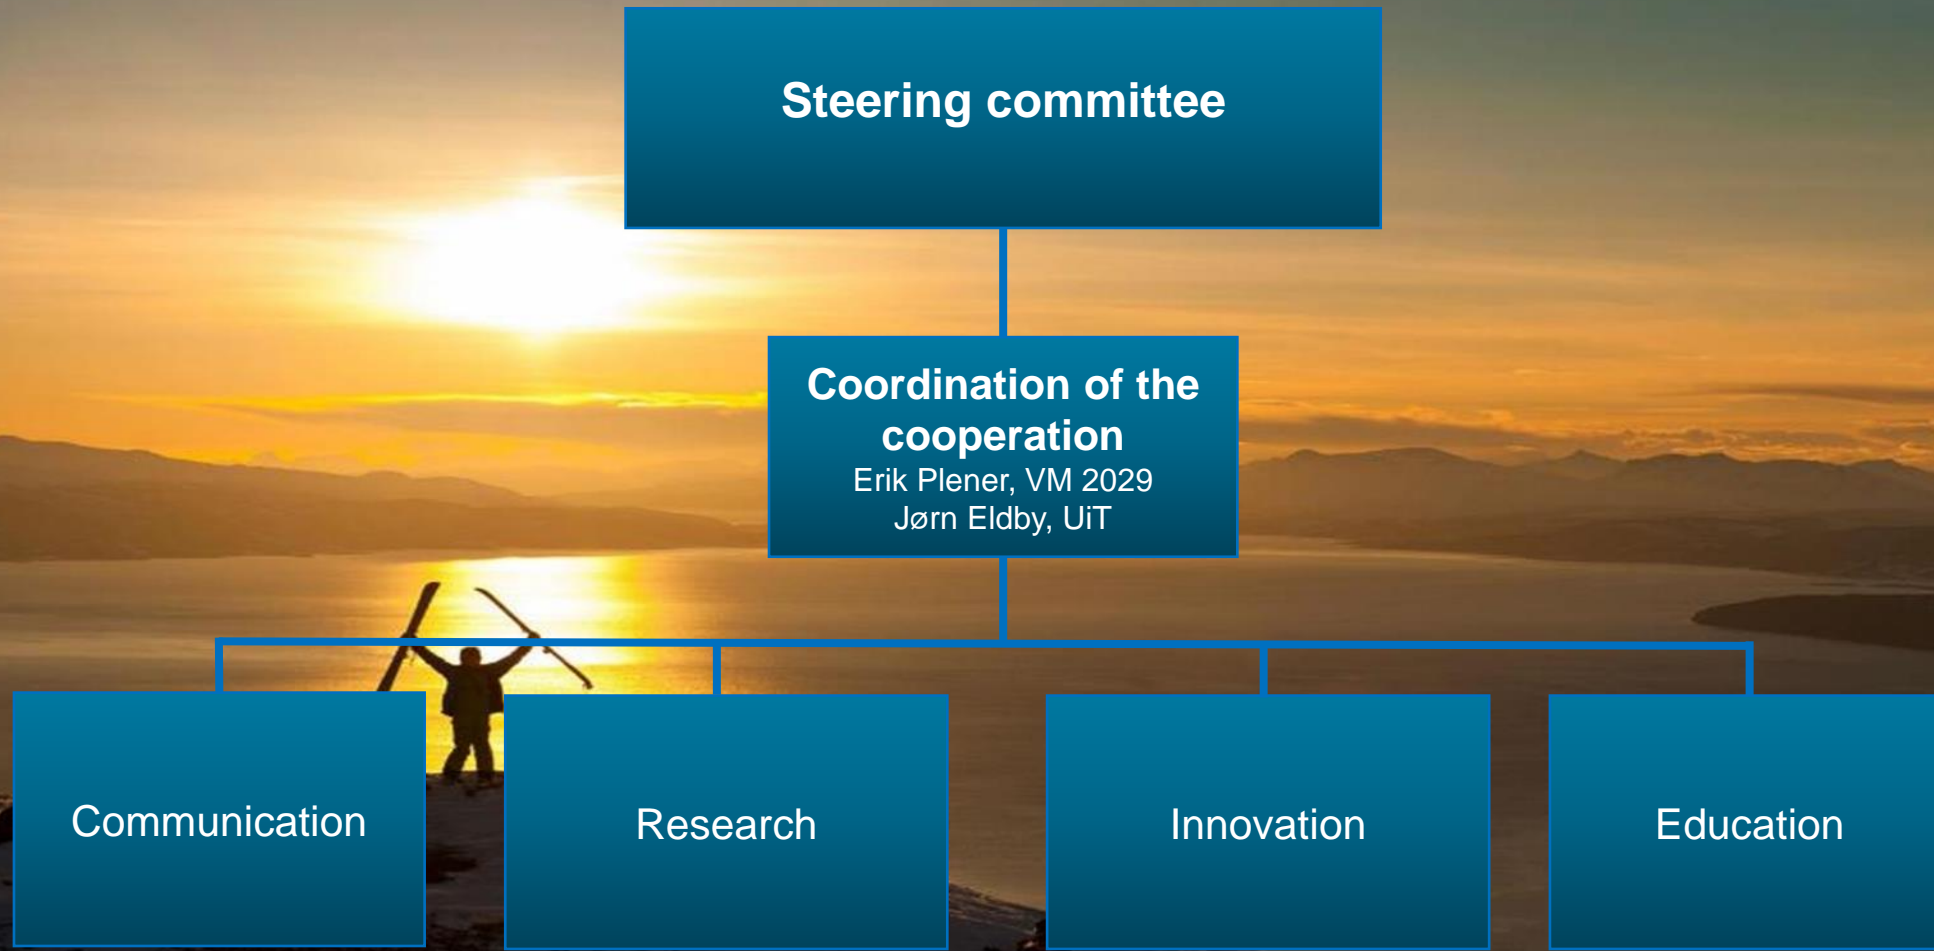 Steering committee
Coordination of the
cooperation
Erik Plener, VM 2029
Jørn Eldby, UiT
Communication
Research
Innovation
Education